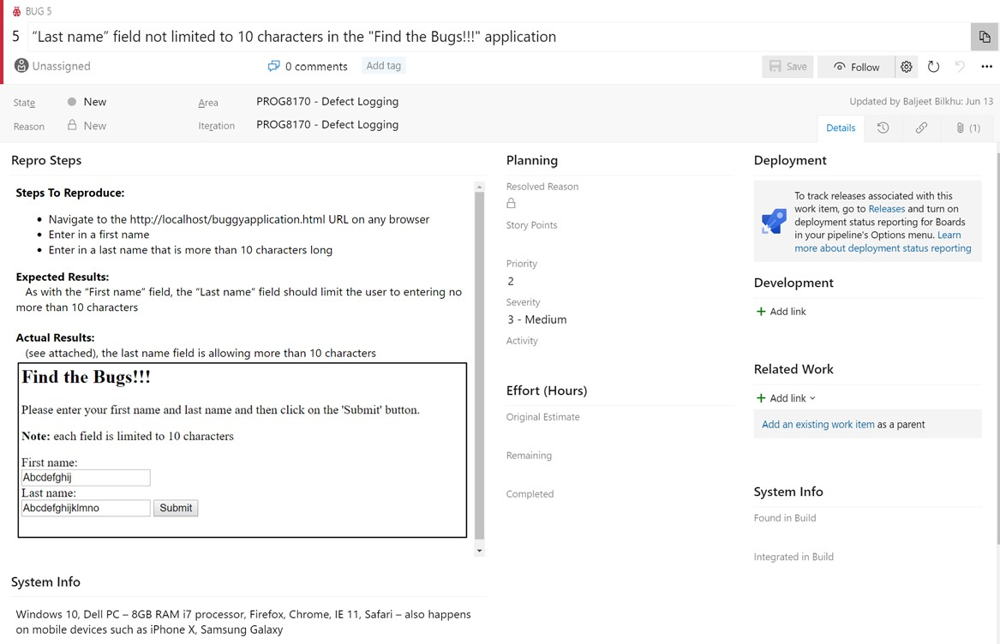 BUG 5
5 “Last name” field not limited to 10 characters in the "Find the Bugs!!!" application
Unassigned
0 comments
Add tag
Save
Follow
State
New
Area
PROG8170 - Defect Logging
Updated by Baljeet Bilkhu: Jun 13
Reason
New
Iteration
PROG8170 - Defect Logging
Details
(1)
Repro Steps
Steps To Reproduce:
• Navigate to the http://localhost/buggyapplication.html URL on any browser
• Enter in a first name
• Enter in a last name that is more than 10 characters long
Expected Results:
As with the “First name” field, the “Last name” field should limit the user to entering no
more than 10 characters
Actual Results:
(see attached), the last name field is allowing more than 10 characters
Find the Bugs!!!
Please enter your first name and last name and then click on the 'Submit' button.
Note: each field is limited to 10 characters
First name:
Abcdefghij
Last name:
Abcdefghijklmno
Submit
System Info
Windows 10, Dell PC – 8GB RAM i7 processor, Firefox, Chrome, IE 11, Safari – also happens
on mobile devices such as iPhone X, Samsung Galaxy
Planning
Resolved Reason
Story Points
Priority
2
Severity
3 - Medium
Activity
Effort (Hours)
Original Estimate
Remaining
Completed
Deployment
To track releases associated with this
work item, go to Releases and turn on
deployment status reporting for Boards
in your pipeline's Options menu. Learn
more about deployment status reporting
Development
+ Add link
Related Work
+ Add link
Add an existing work item as a parent
System Info
Found in Build
Integrated in Build